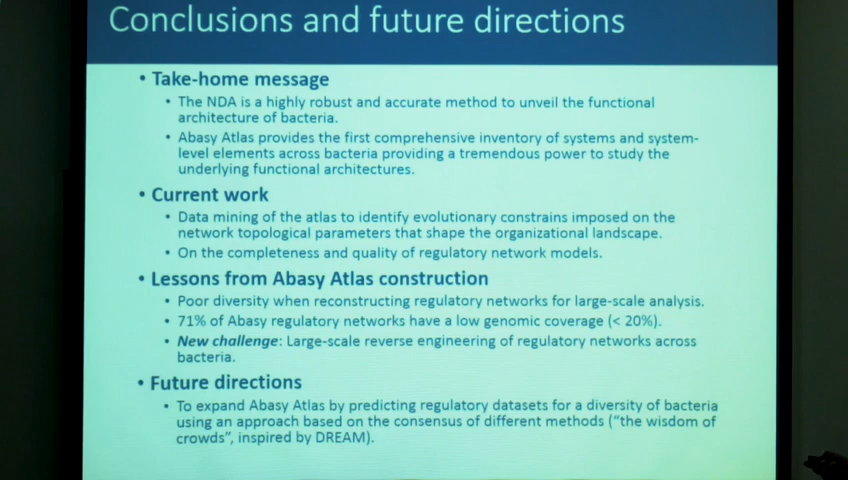 Conclusions and future directions
• Take-home message
• The NDA is a highly robust and accurate method to unveil the functional
architecture of bacteria.
• Abasy Atlas provides the first comprehensive inventory of systems and system-
level elements across bacteria providing a tremendous power to study the
underlying functional architectures.
• Current work
• Data mining of the atlas to identify evolutionary constrains imposed on the
network topological parameters that shape the organizational landscape.
• On the completeness and quality of regulatory network models.
• Lessons from Abasy Atlas construction
• Poor diversity when reconstructing regulatory networks for large-scale analysis.
• 71% of Abasy regulatory networks have a low genomic coverage (< 20%).
• New challenge: Large-scale reverse engineering of regulatory networks across
bacteria.
• Future directions
• To expand Abasy Atlas by predicting regulatory datasets for a diversity of bacteria
using an approach based on the consensus of different methods ("the wisdom of
crowds", inspired by DREAM).